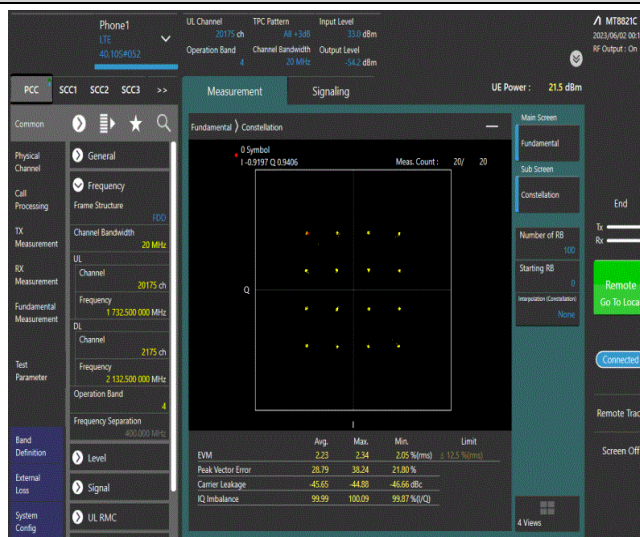 Phone1
LTE
40.10S#052
UL Channel TPC Pattern Input Level
20175 ch All +3dB 33.0 dBm
Operation Band Channel Bandwidth Output Level
4 20 MHz -54.2 dBm
MT8821C
2023/06/02 00:1
RF Output : On
PCC SCC1 SCC2 SCC3 >>
Measurement Signaling UE Power : 21.5 dBm
Common
Physical Channel
Call Processing
TX Measurement
RX Measurement
Fundamental Measurement
Test Parameter
Band Definition
External Loss
System Config
General
Frequency
Frame Structure
FDD
Channel Bandwidth
20 MHz
UL
Channel
20175 ch
Frequency
1 732.500 000 MHz
DL
Channel
2175 ch
Frequency
2 132.500 000 MHz
Operation Band
4
Frequency Separation
400.000 MHz
Level
Signal
UL RMC
Fundamental Constellation
0 Symbol
I -0.9197 Q 0.9406 Meas. Count : 20/ 20
Q
I
Avg. Max. Min. Limit
EVM 2.23 2.34 2.05 %(rms) ≤ 12.5 %(rms)
Peak Vector Error 28.79 38.24 21.80 %
Carrier Leakage -45.65 -44.88 -46.66 dBc
IQ Imbalance 99.99 100.09 99.87 %(I/Q)
Main Screen
Fundamental
Sub Screen
Constellation
Number of RB
100
Starting RB
0
Interpolation (Constellation)
None
4 Views
End
Tx
Rx
Remote
Go To Loca
Connected
Remote Trac
Screen Off